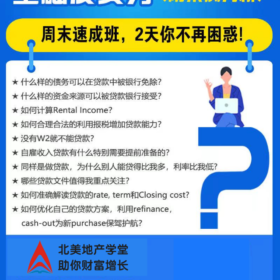 周末速成班，2天你不再困惑！
★ 什么样的债务可以在贷款中被银行免除？
★ 什么样的资金来源可以被贷款银行接受？
★ 如何计算Rental Income？
★ 如何合理合法的利用报税增加贷款能力？
★ 没有W2就不能贷款？
★ 自雇收入贷款有什么特别需要提前准备的？
★ 同样是做贷款，为什么别人能贷得比我多，利率比我低？
★ 哪些贷款文件值得我重点关注？
★ 如何准确解读贷款的rate, term和Closing cost?
★ 如何优化自己的贷款方案，利用refinance，
cash-out为新purchase保驾护航？
北美地产学堂
助你财富增长